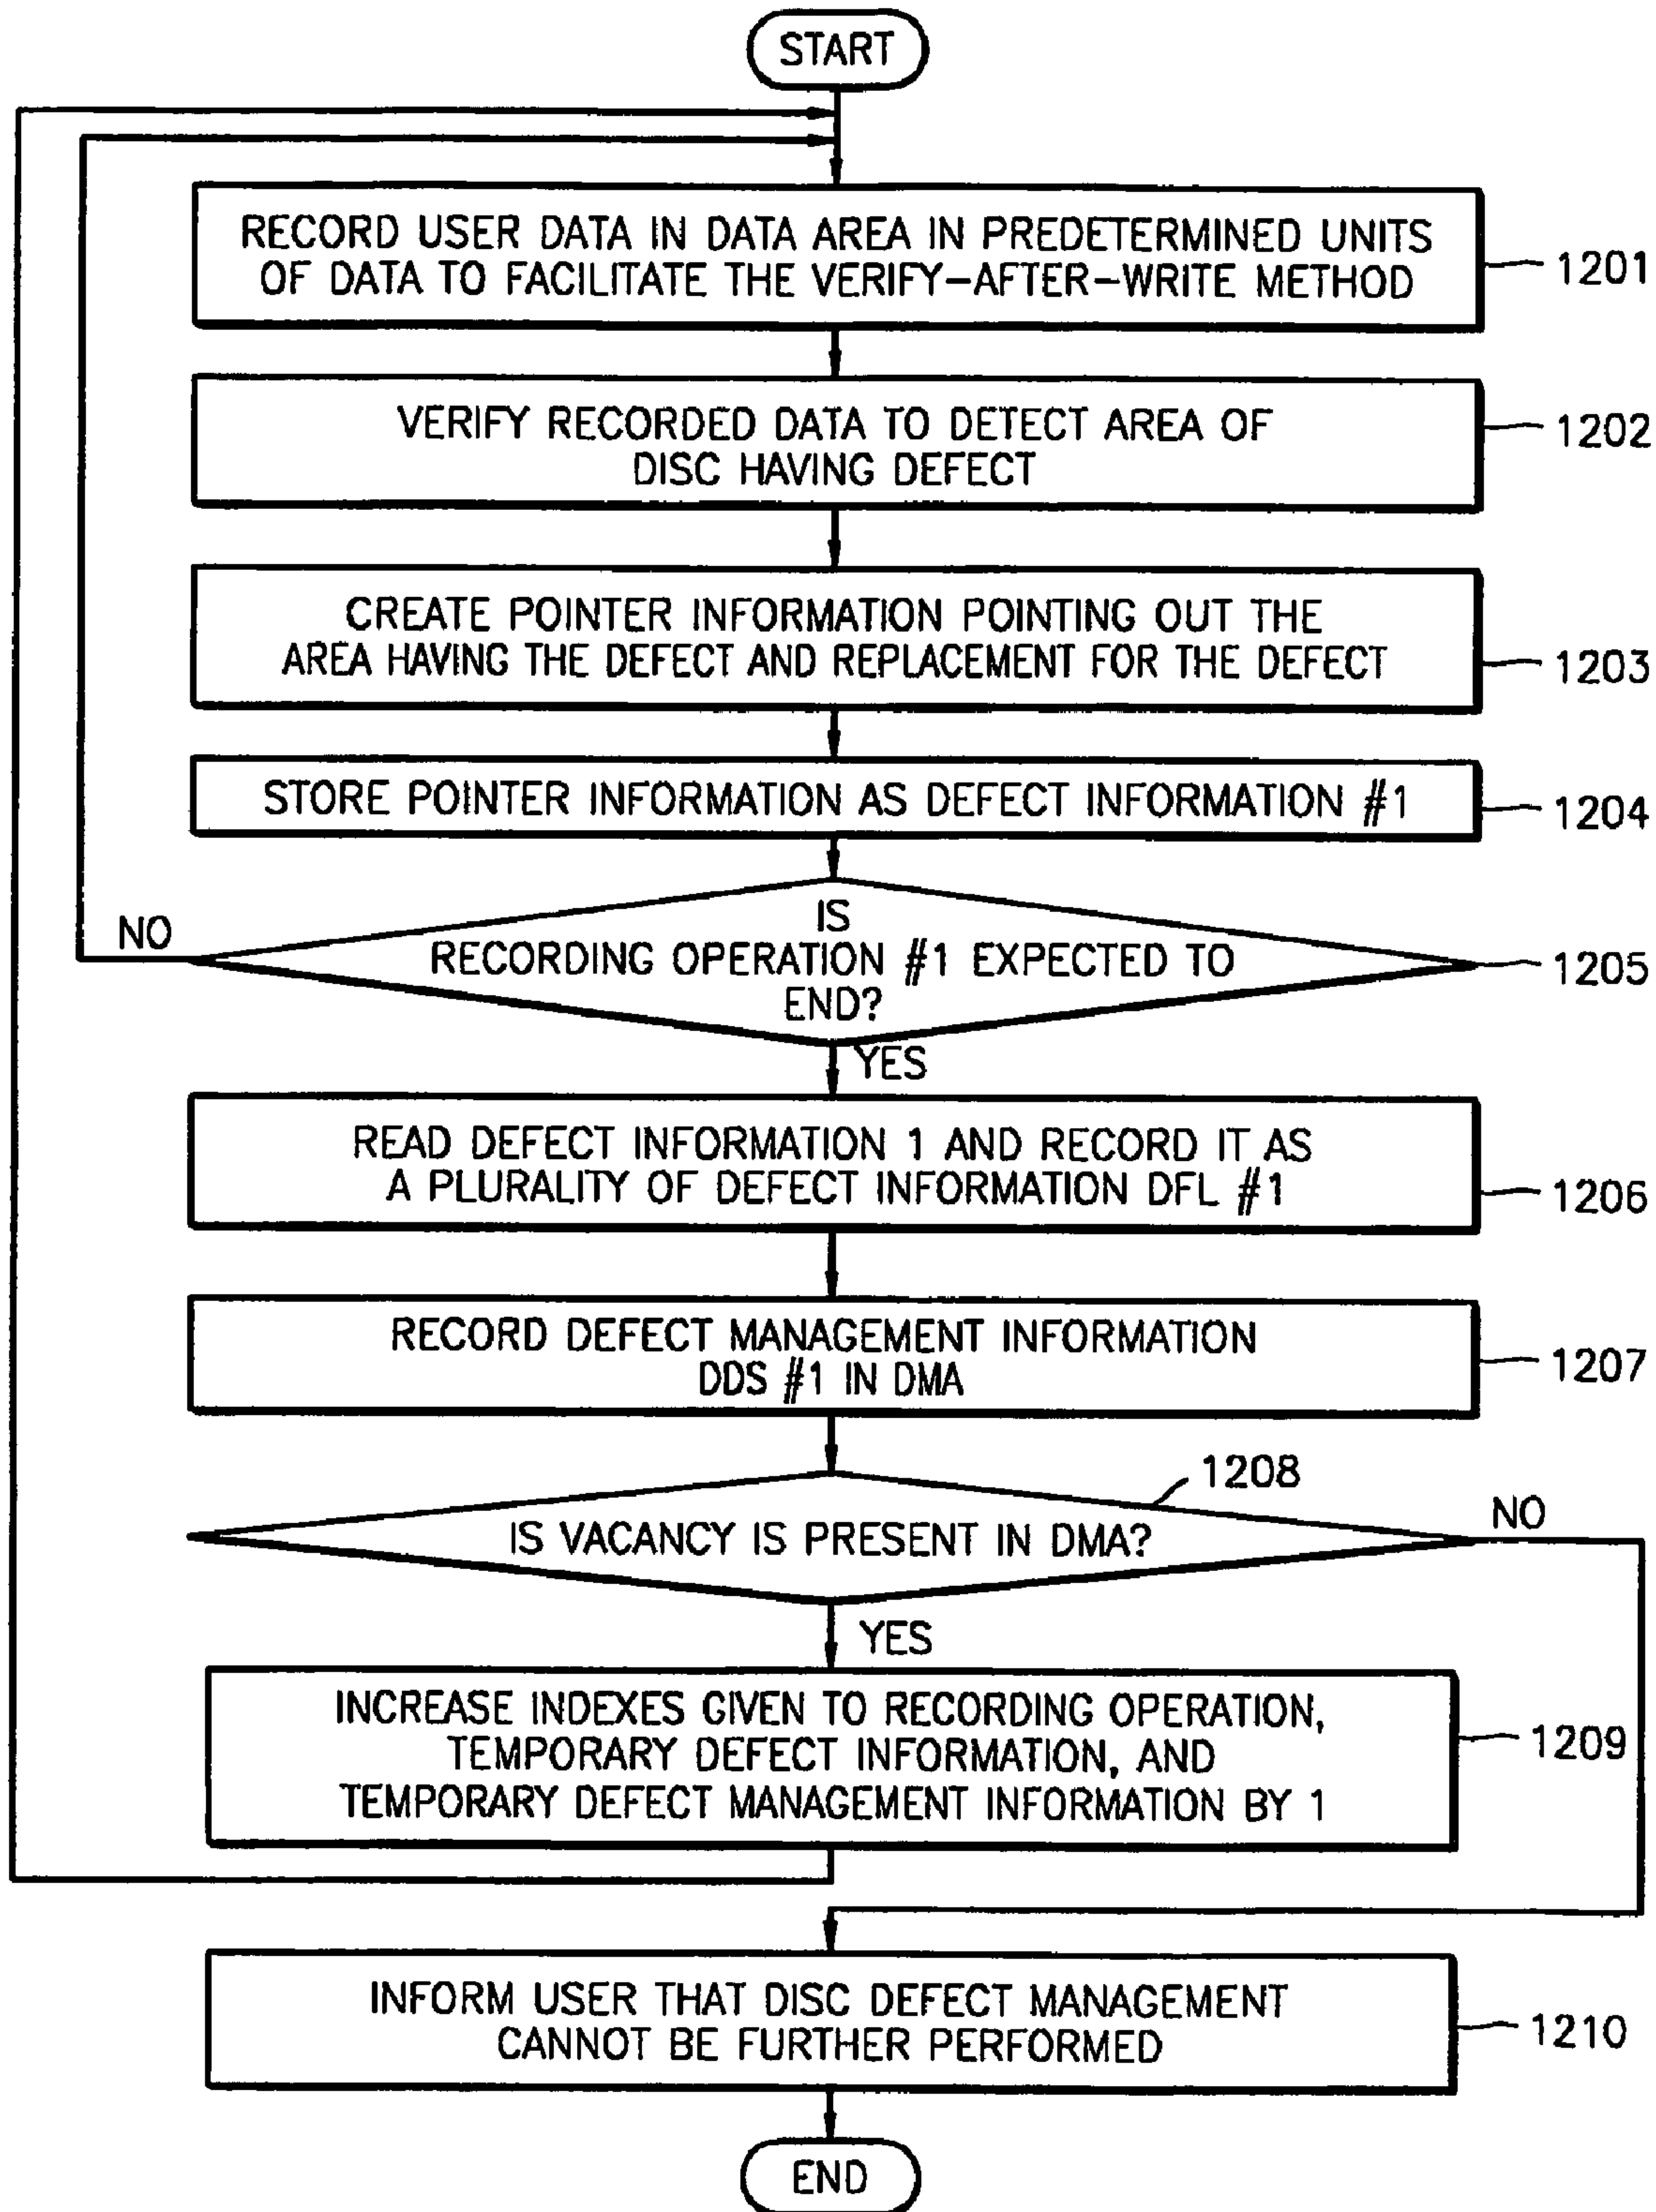 START
RECORD USER DATA IN DATA AREA IN PREDETERMINED UNITS
OF DATA TO FACILITATE THE VERIFY-AFTER-WRITE METHOD
1201
VERIFY RECORDED DATA TO DETECT AREA OF
DISC HAVING DEFECT
1202
CREATE POINTER INFORMATION POINTING OUT THE
AREA HAVING THE DEFECT AND REPLACEMENT FOR THE DEFECT
1203
STORE POINTER INFORMATION AS DEFECT INFORMATION #1
1204
NO
IS
RECORDING OPERATION #1 EXPECTED TO
END?
1205
YES
READ DEFECT INFORMATION 1 AND RECORD IT AS
A PLURALITY OF DEFECT INFORMATION DFL #1
1206
RECORD DEFECT MANAGEMENT INFORMATION
DDS #1 IN DMA
1207
1208
IS VACANCY IS PRESENT IN DMA?
NO
YES
INCREASE INDEXES GIVEN TO RECORDING OPERATION,
TEMPORARY DEFECT INFORMATION, AND
TEMPORARY DEFECT MANAGEMENT INFORMATION BY 1
1209
INFORM USER THAT DISC DEFECT MANAGEMENT
CANNOT BE FURTHER PERFORMED
1210
END